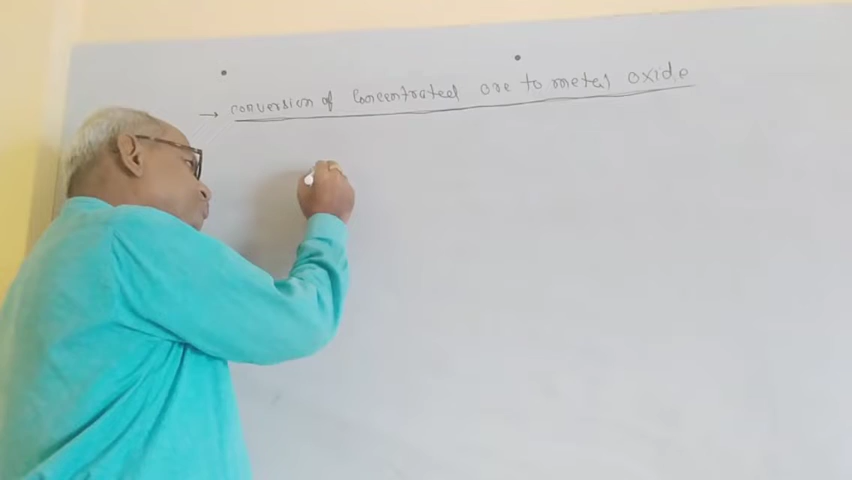 → conversion of concentrated ore to metal oxide